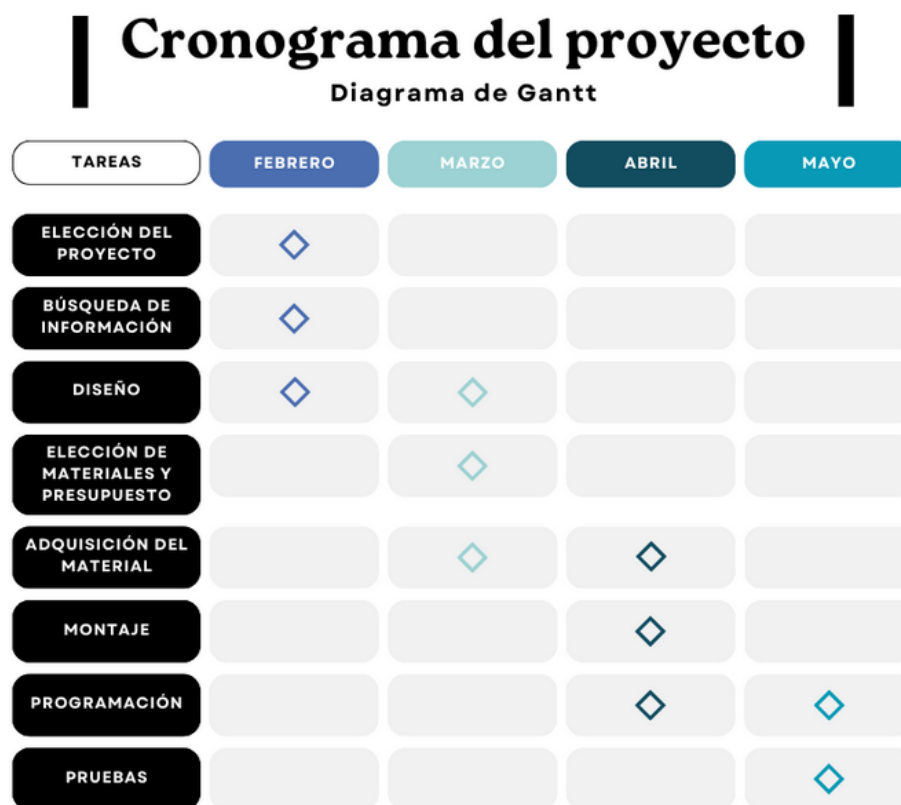 Cronograma del proyecto
Diagrama de Gantt
TAREAS
FEBRERO
MARZO
ABRIL
MAYO
ELECCIÓN DEL
PROYECTO
BÚSQUEDA DE
INFORMACIÓN
DISEÑO
ELECCIÓN DE
MATERIALES Y
PRESUPUESTO
ADQUISICIÓN DEL
MATERIAL
MONTAJE
PROGRAMACIÓN
PRUEBAS